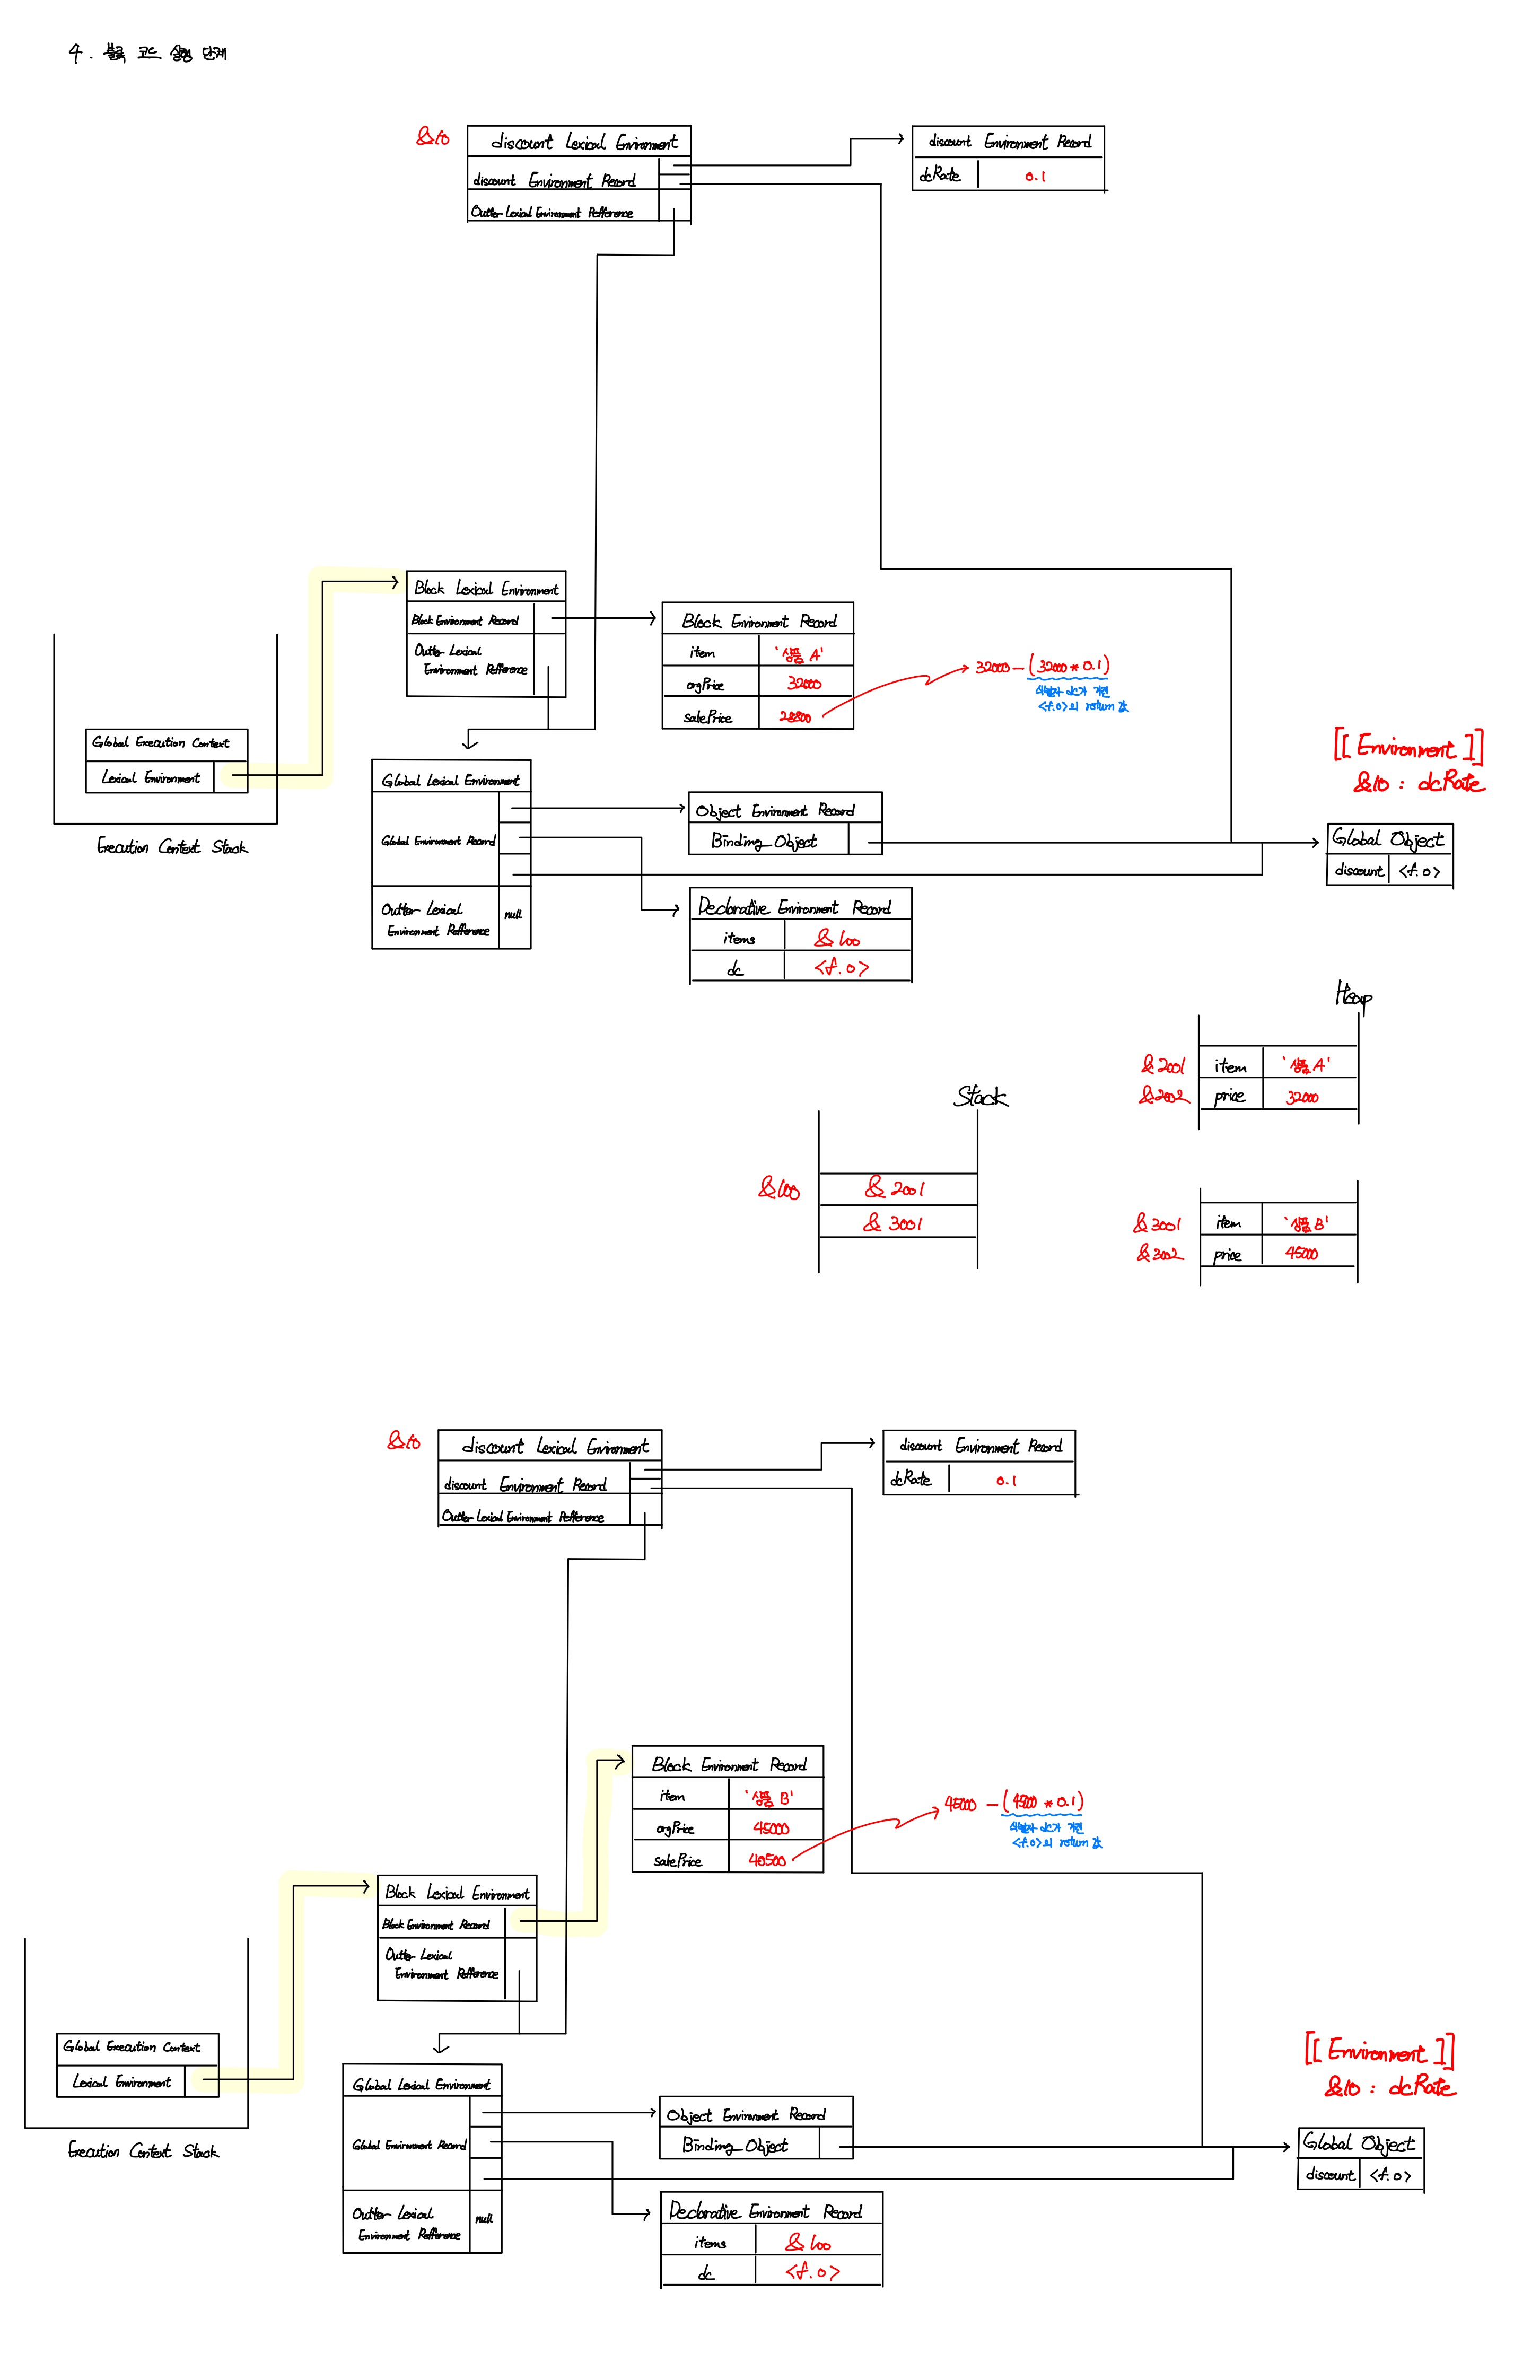 4. 블록 코드 실행 단계
&10
discount Lexical Environment
discount Environment Record
Outter Lexical Environment Refference
discount Environment Record
dcRate 0.1
Block Lexical Environment
Block Environment Record
Outter Lexical
Environment Refference
Block Environment Record
item '상품 A'
orgPrice 32000
salePrice 28800
32000 - (32000 * 0.1)
식별자 dc가 가진
<f.o>의 return 값
Global Execution Context
Lexical Environment
Execution Context Stack
Global Lexical Environment
Global Environment Record
Outter Lexical
Environment Refference
null
Object Environment Record
Binding_Object
Declarative Environment Record
items &100
dc <f.o>
[[Environment]]
&10 : dcRate
Global Object
discount <f.o>
Heap
&2001 item '상품 A'
&2002 price 32000
Stack
&100 &2001
&3001
&3001 item '상품 B'
&3002 price 45000
&10
discount Lexical Environment
discount Environment Record
Outter Lexical Environment Refference
discount Environment Record
dcRate 0.1
Block Environment Record
item '상품 B'
orgPrice 45000
salePrice 40500
45000 - (45000 * 0.1)
식별자 dc가 가진
<f.o>의 return 값
Block Lexical Environment
Block Environment Record
Outter Lexical
Environment Refference
Global Execution Context
Lexical Environment
Execution Context Stack
Global Lexical Environment
Global Environment Record
Outter Lexical
Environment Refference
null
Object Environment Record
Binding_Object
Declarative Environment Record
items &100
dc <f.o>
[[Environment]]
&10 : dcRate
Global Object
discount <f.o>